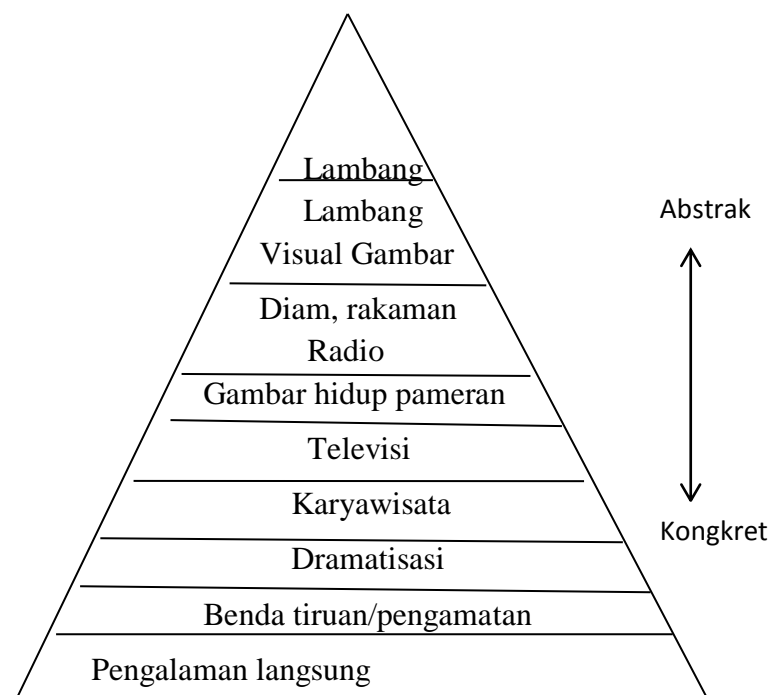 Lambang
Lambang
Visual Gambar
Diam, rakaman
Radio
Gambar hidup pameran
Televisi
Karyawisata
Dramatisasi
Benda tiruan/pengamatan
Pengalaman langsung
Abstrak
Kongkret